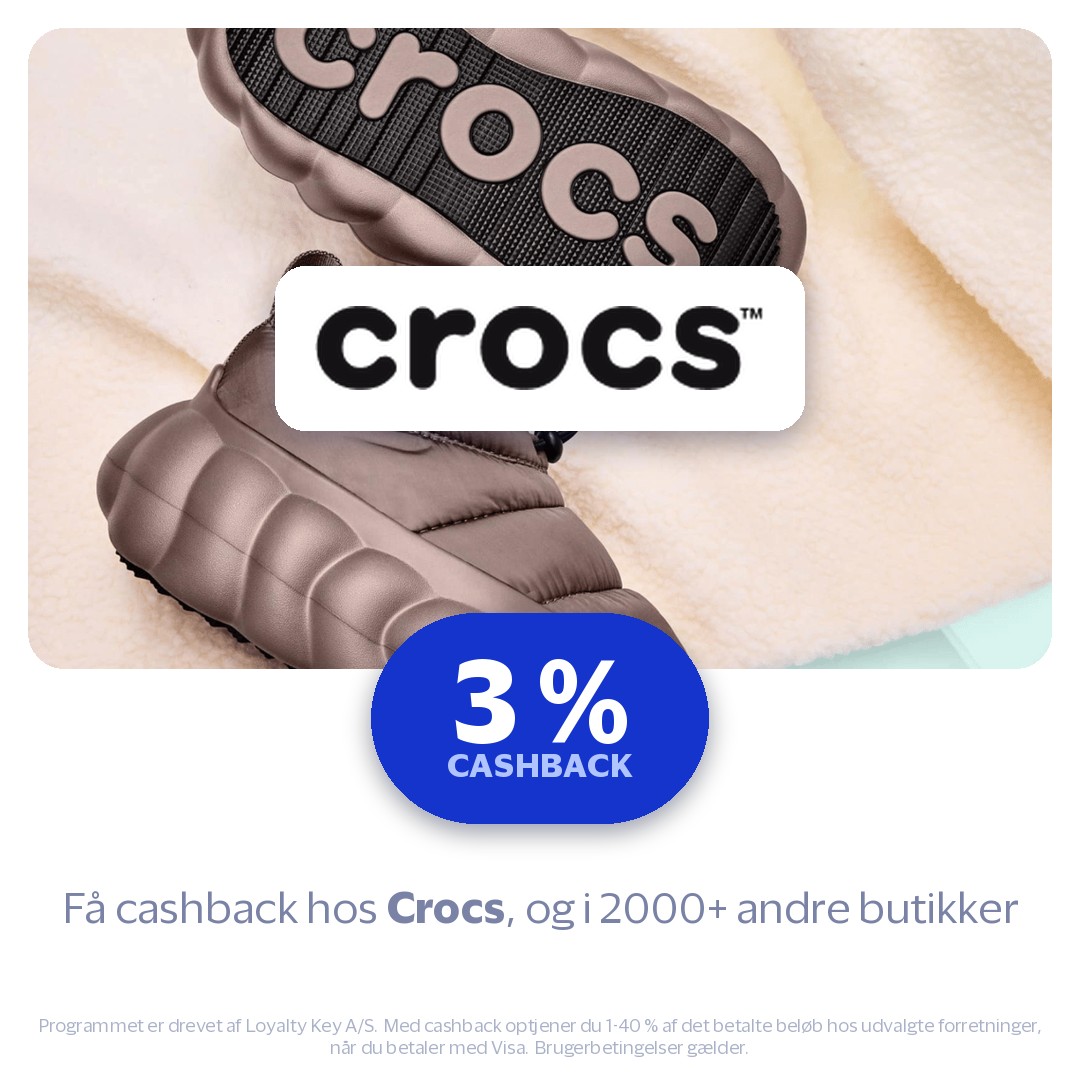 crocs
crocs™
3 %
CASHBACK
Få cashback hos Crocs, og i 2000+ andre butikker
Programmet er drevet af Loyalty Key A/S. Med cashback optjener du 1-40 % af det betalte beløb hos udvalgte forretninger,
når du betaler med Visa. Brugerbetingelser gælder.